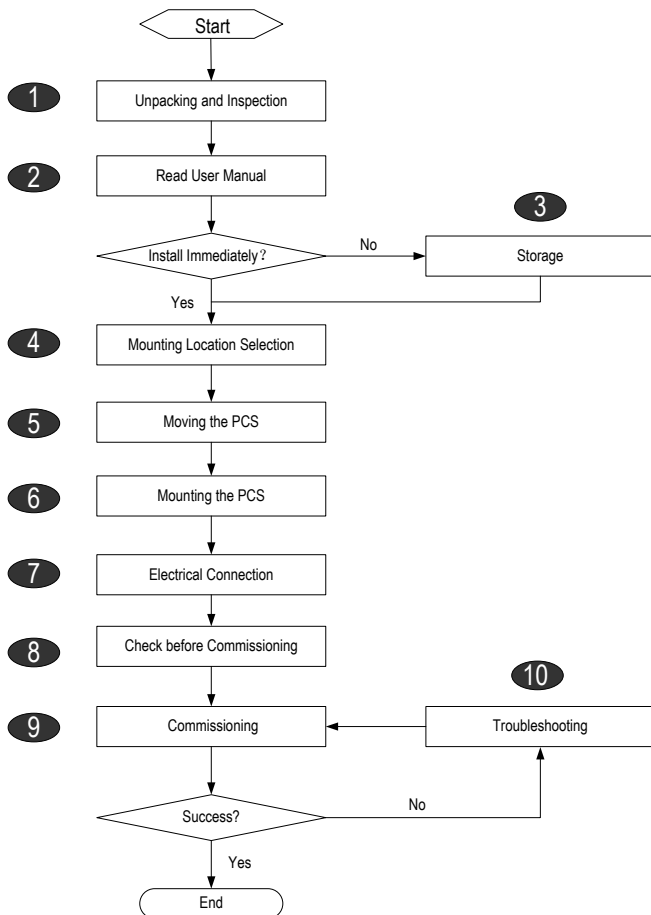 Start
1
Unpacking and Inspection
2
Read User Manual
3
Install Immediately？
No
Storage
Yes
4
Mounting Location Selection
5
Moving the PCS
6
Mounting the PCS
7
Electrical Connection
8
Check before Commissioning
10
9
Commissioning
Troubleshooting
Success?
No
Yes
End